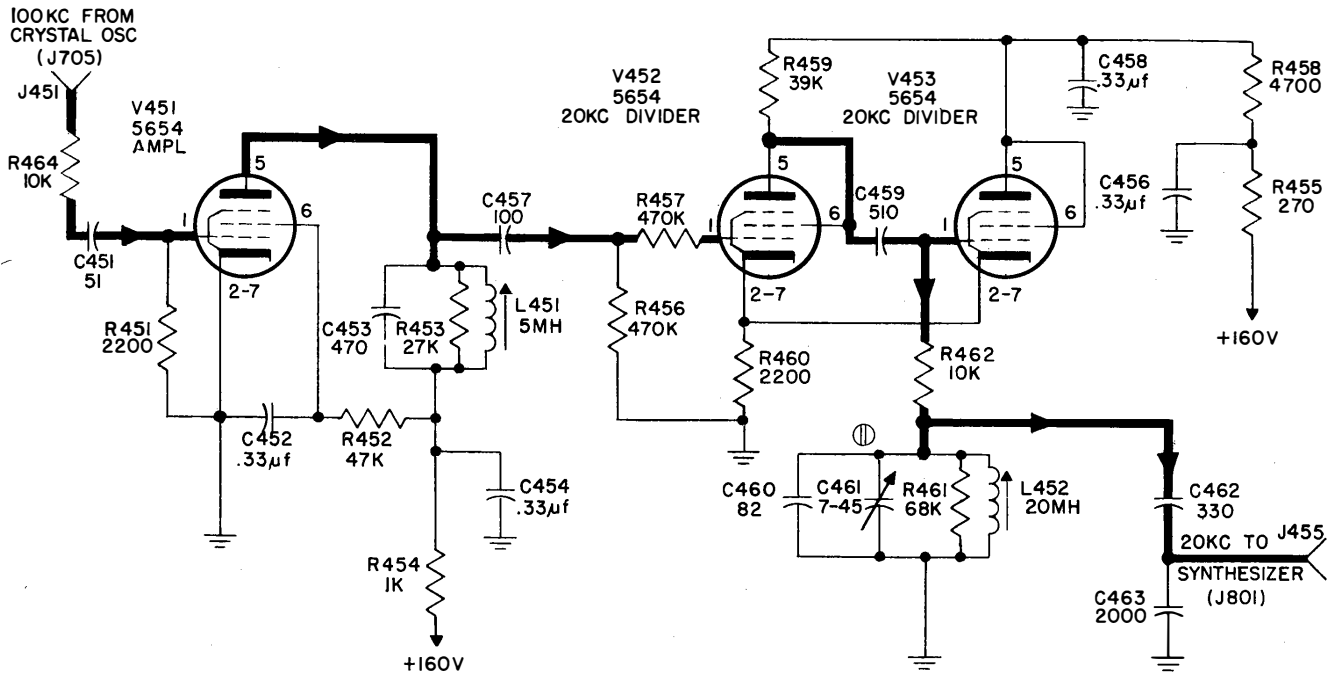 100KC FROM
CRYSTAL OSC
(J705)
J451
V451
5654
AMPL
R464
10K
5
1
6
2-7
C451
51
R451
2200
C452
.33µf
R452
47K
C453
470
R453
27K
L451
5MH
C454
.33µf
R454
1K
+160V
C457
100
R457
470K
R456
470K
V452
5654
20KC DIVIDER
R459
39K
5
1
6
2-7
R460
2200
C459
510
V453
5654
20KC DIVIDER
5
1
6
2-7
C458
.33µf
R458
4700
C456
.33µf
R455
270
+160V
R462
10K
C460
82
C461
7-45
R461
68K
L452
20MH
C462
330
20KC TO
SYNTHESIZER
(J801)
J455
C463
2000